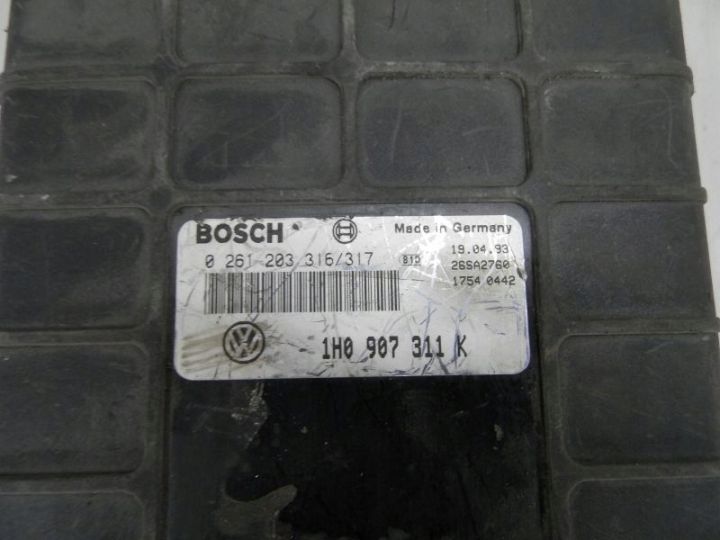 BOSCH Made in Germany
0 261 203 316/317 19.04.93
26SA2760
1754 0442
1H0 907 311 K